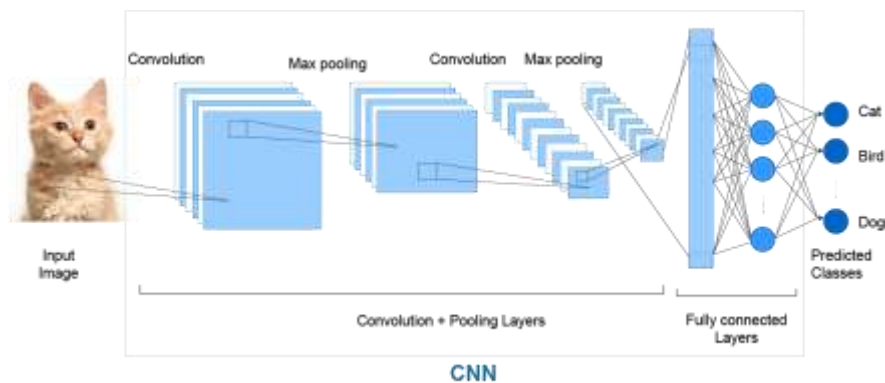 Convolution
Max pooling
Convolution
Max pooling
Cat
Bird
Dog
Input
Image
Predicted
Classes
Convolution + Pooling Layers
Fully connected
Layers
CNN